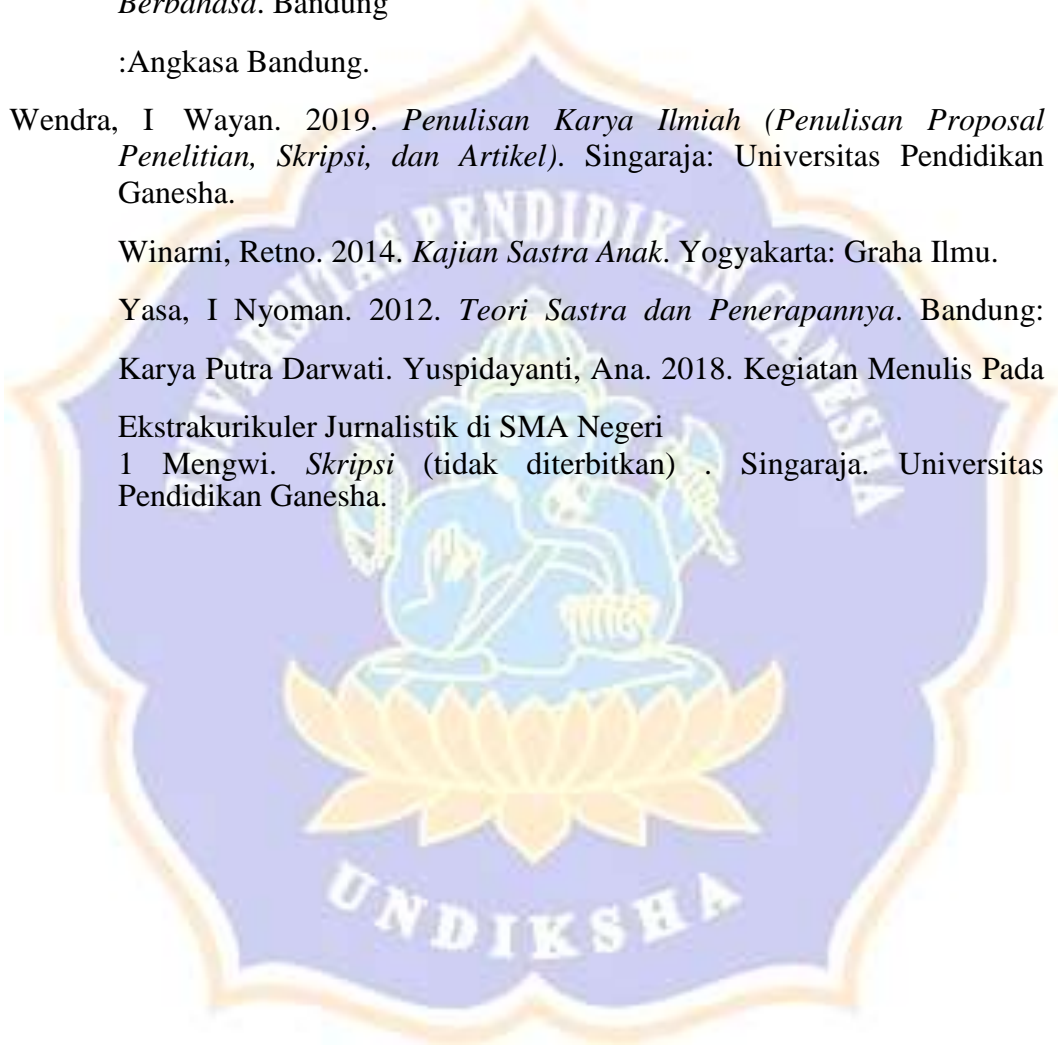 Berbahasa. Bandung
:Angkasa Bandung.
Wendra, I Wayan. 2019. Penulisan Karya Ilmiah (Penulisan Proposal
Penelitian, Skripsi, dan Artikel). Singaraja: Universitas Pendidikan
Ganesha.
Winarni, Retno. 2014. Kajian Sastra Anak. Yogyakarta: Graha Ilmu.
Yasa, I Nyoman. 2012. Teori Sastra dan Penerapannya. Bandung:
Karya Putra Darwati. Yuspidayanti, Ana. 2018. Kegiatan Menulis Pada
Ekstrakurikuler Jurnalistik di SMA Negeri
1 Mengwi. Skripsi (tidak diterbitkan) . Singaraja. Universitas
Pendidikan Ganesha.
UNIVERSITAS PENDIDIKAN GANESHA
UNDIKSHA